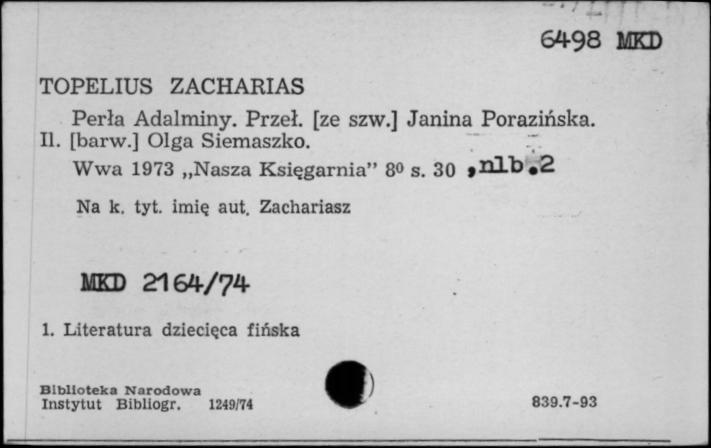 6498 MKD
TOPELIUS ZACHARIAS
Perła Adalminy. Przeł. [ze szw.] Janina Porazińska.
Il. [barw.] Olga Siemaszko.
Wwa 1973 „Nasza Księgarnia” 8º s. 30 ,nlb.2
Na k. tyt. imię aut. Zachariasz
MKD 2164/74
1. Literatura dziecięca fińska
Biblioteka Narodowa
Instytut Bibliogr. 1249/74
839.7-93